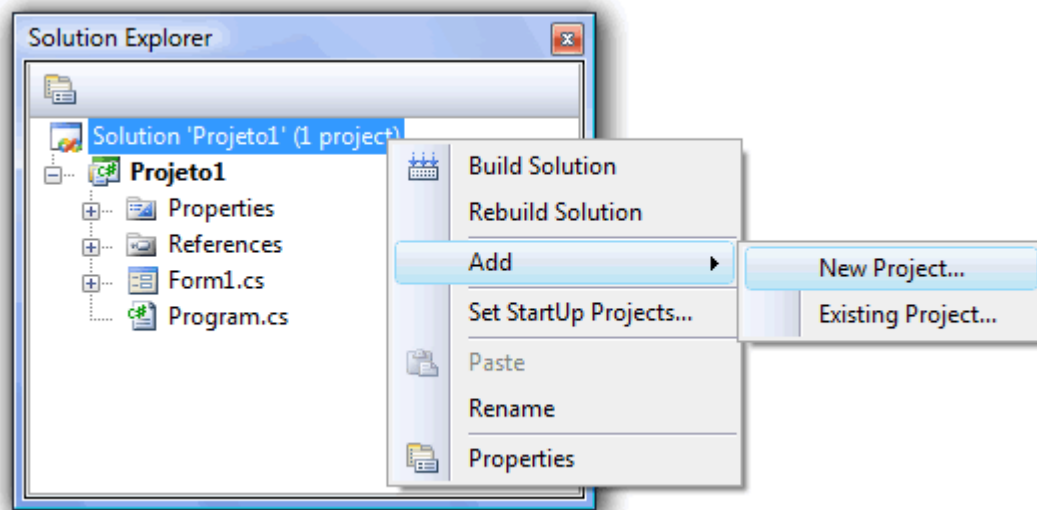 Solution Explorer
Solution 'Projeto1' (1 project)
Projeto1
Properties
References
Form1.cs
Program.cs
Build Solution
Rebuild Solution
Add
Set StartUp Projects...
Paste
Rename
Properties
New Project...
Existing Project...